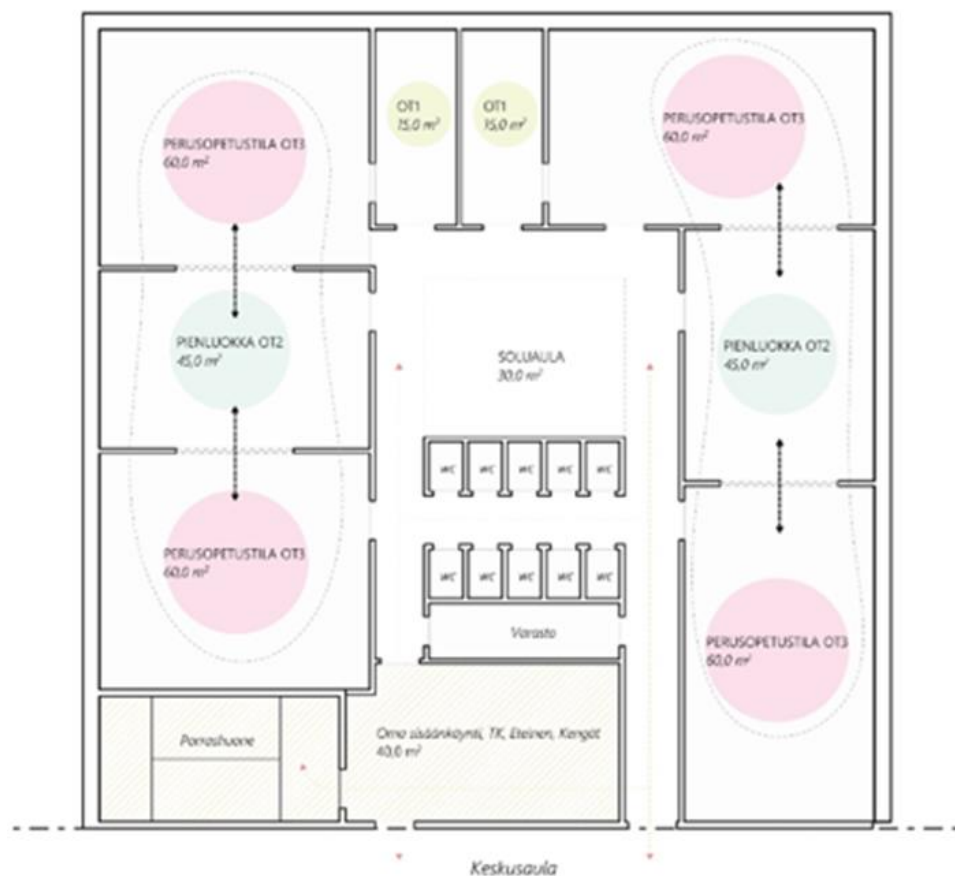 OT1
15,0 m²
OT1
15,0 m²
PERUSOPETUSTILA OT3
60,0 m²
PERUSOPETUSTILA OT3
60,0 m²
PIENLUOKKA OT2
45,0 m²
SOLUAULA
30,0 m²
PIENLUOKKA OT2
45,0 m²
WC
WC
WC
WC
WC
PERUSOPETUSTILA OT3
60,0 m²
WC
WC
WC
WC
WC
Varasto
PERUSOPETUSTILA OT3
60,0 m²
Porrashuone
Oma sisäänkäynti, TK, Eteinen, Kengät
40,0 m²
Keskusaula